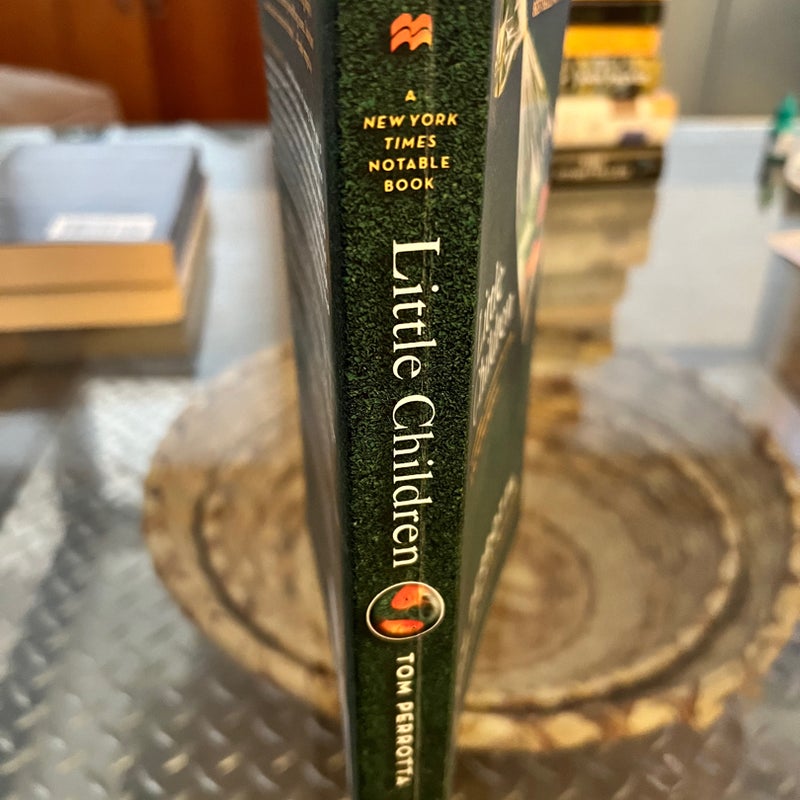 A
NEW YORK
TIMES
NOTABLE
BOOK
Little Children
TOM PERROTTA